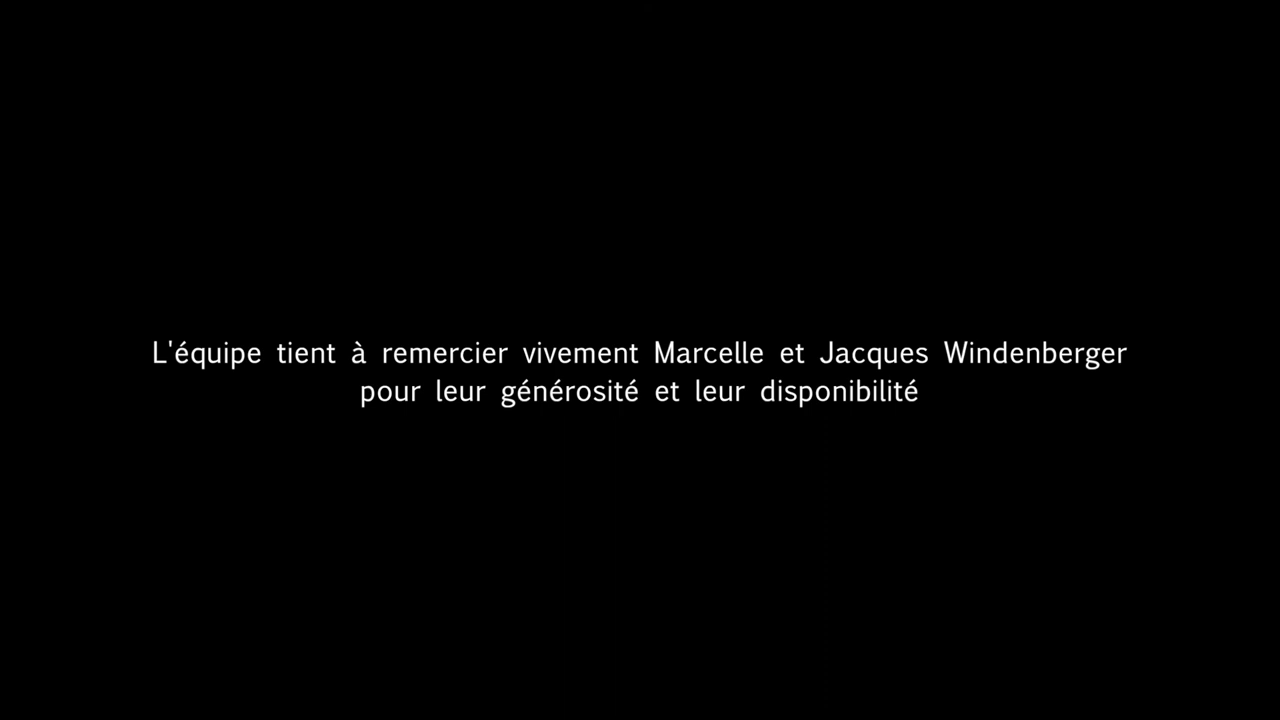 L'équipe tient à remercier vivement Marcelle et Jacques Windenberger
pour leur générosité et leur disponibilité